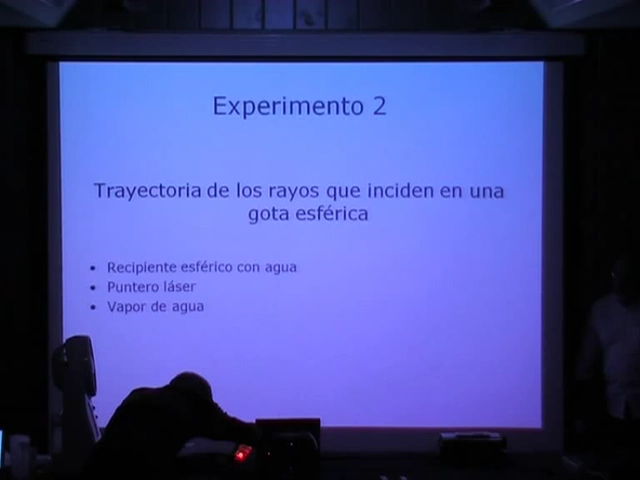 Experimento 2
Trayectoria de los rayos que inciden en una
gota esférica
• Recipiente esférico con agua
• Puntero láser
• Vapor de agua